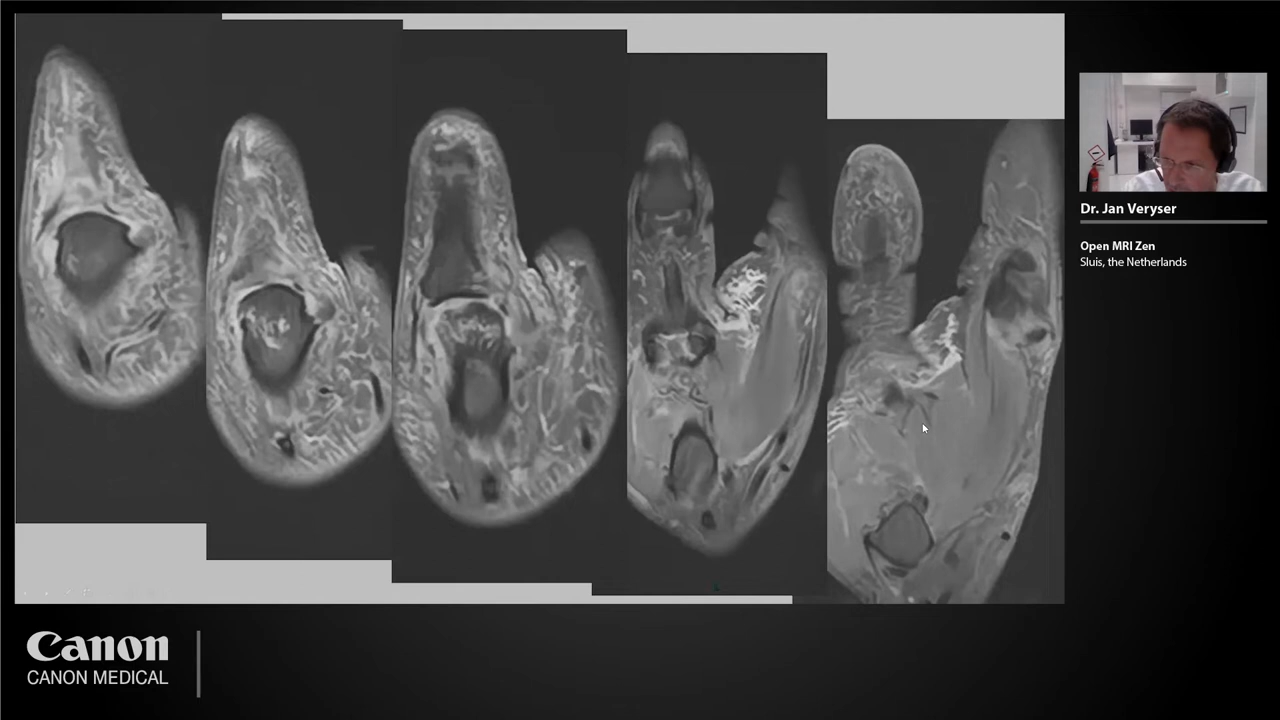 Dr. Jan Veryser
Open MRI Zen
Sluis, the Netherlands
Canon
CANON MEDICAL